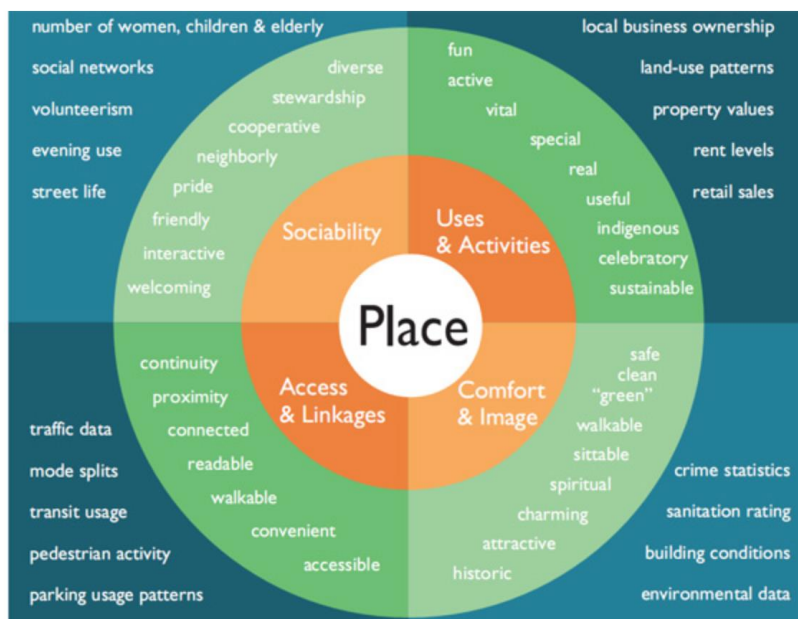 number of women, children & elderly
social networks
volunteerism
evening use
street life
diverse
stewardship
cooperative
neighborly
pride
friendly
interactive
welcoming
Sociability
fun
active
vital
special
real
useful
indigenous
celebratory
sustainable
Uses
& Activities
local business ownership
land-use patterns
property values
rent levels
retail sales
Place
continuity
proximity
connected
readable
walkable
convenient
accessible
Access
& Linkages
traffic data
mode splits
transit usage
pedestrian activity
parking usage patterns
Comfort
& Image
safe
clean
“green”
walkable
sittable
spiritual
charming
attractive
historic
crime statistics
sanitation rating
building conditions
environmental data